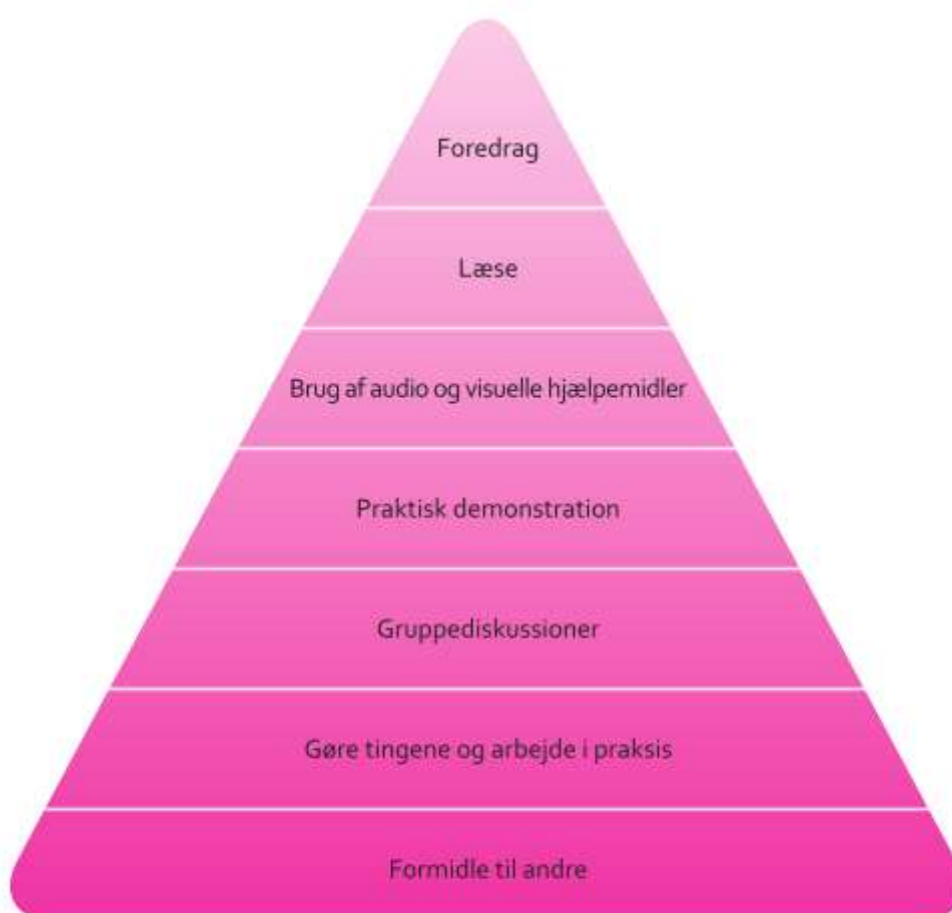 Foredrag
Læse
Brug af audio og visuelle hjælpemidler
Praktisk demonstration
Gruppediskussioner
Gøre tingene og arbejde i praksis
Formidle til andre